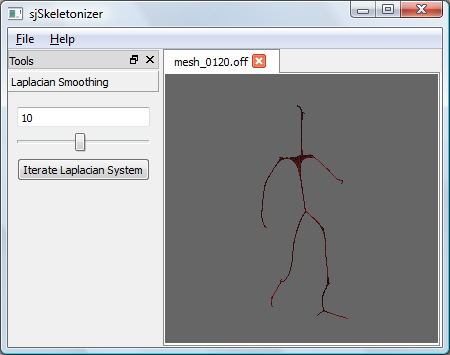 sjSkeletonizer
File Help
Tools
Laplacian Smoothing
10
Iterate Laplacian System
mesh_0120.off